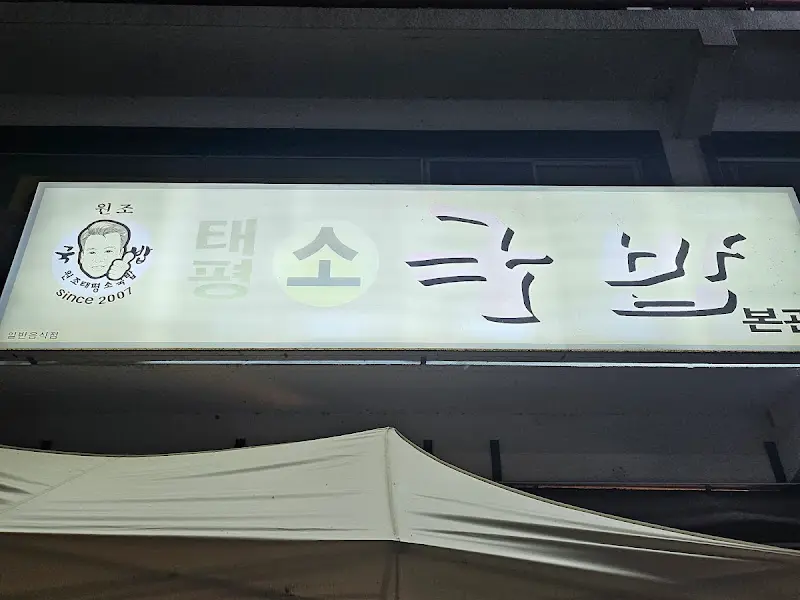 원조
국밥
원조태평소국밥
since 2007
일반음식점
태평 소 국밥
본관